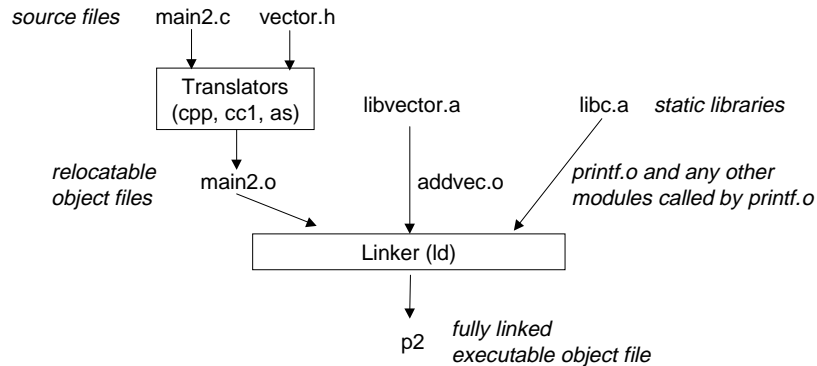 source files main2.c vector.h
Translators
(cpp, cc1, as)
libvector.a libc.a static libraries
relocatable
object files
main2.o
addvec.o
printf.o and any other
modules called by printf.o
Linker (ld)
p2
fully linked
executable object file